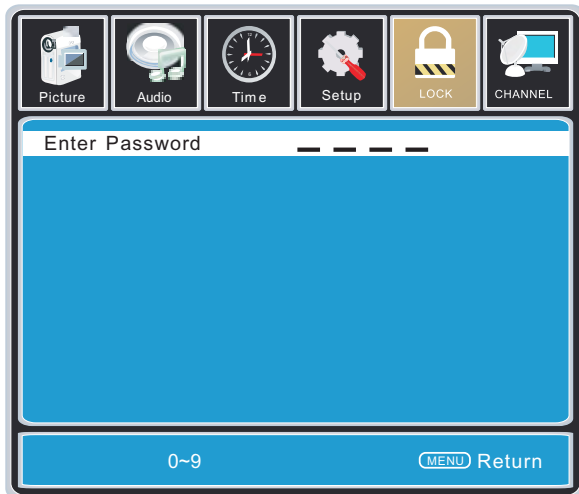 Picture Audio Time Setup LOCK CHANNEL
Enter Password _ _ _ _
0~9 MENU Return